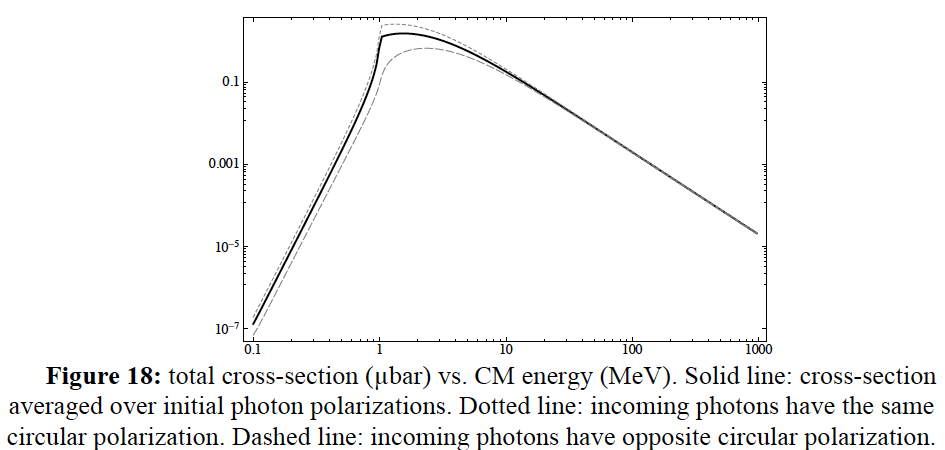 0.1
0.001
10⁻⁵
10⁻⁷
0.1 1 10 100 1000
Figure 18: total cross-section (μbar) vs. CM energy (MeV). Solid line: cross-section
averaged over initial photon polarizations. Dotted line: incoming photons have the same
circular polarization. Dashed line: incoming photons have opposite circular polarization.